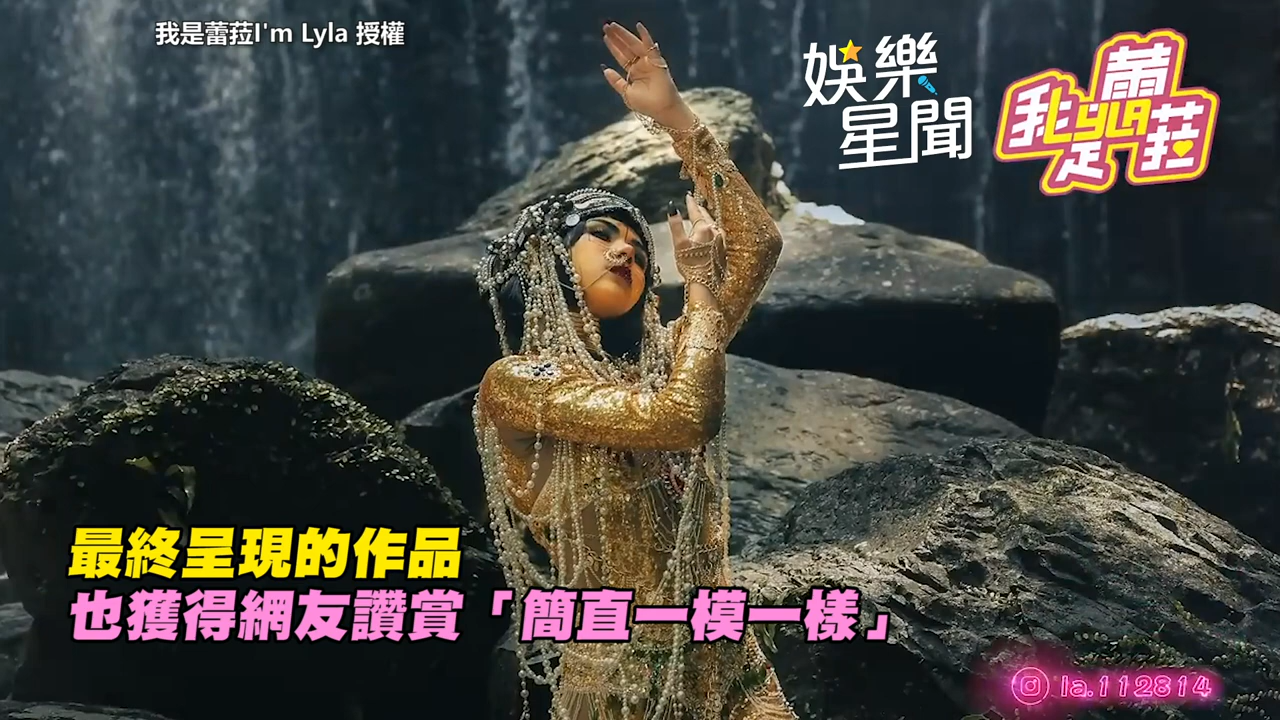 我是蕾菈I'm Lyla 授權
娛樂
星聞
我是蕾菈
Lyla
最終呈現的作品
也獲得網友讚賞「簡直一模一樣」
la.112814